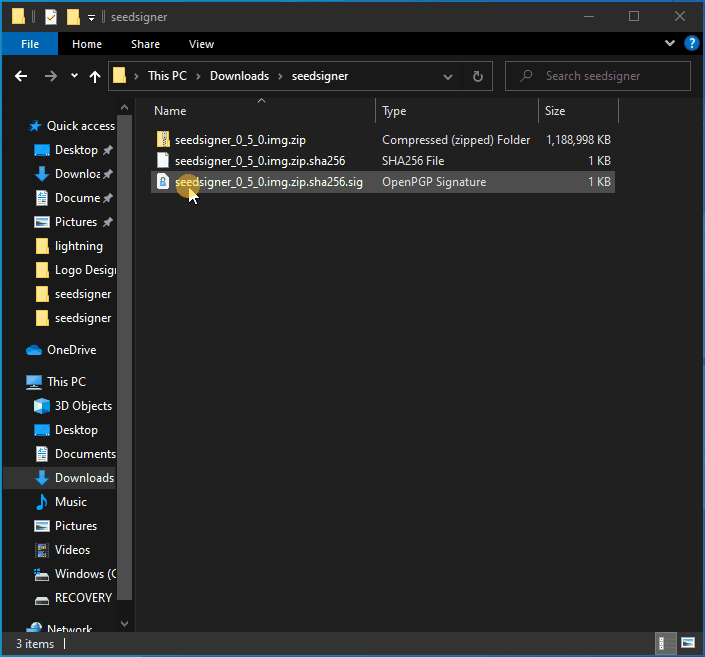 seedsigner
File Home Share View
This PC Downloads seedsigner
Search seedsigner
Name Type Size
seedsigner_0_5_0.img.zip Compressed (zipped) Folder 1,188,998 KB
seedsigner_0_5_0.img.zip.sha256 SHA256 File 1 KB
seedsigner_0_5_0.img.zip.sha256.sig OpenPGP Signature 1 KB
Quick access
Desktop
Downloa
Docume
Pictures
lightning
Logo Desig
seedsigner
seedsigner
OneDrive
This PC
3D Objects
Desktop
Documents
Downloads
Music
Pictures
Videos
Windows (C
RECOVERY
Network
3 items